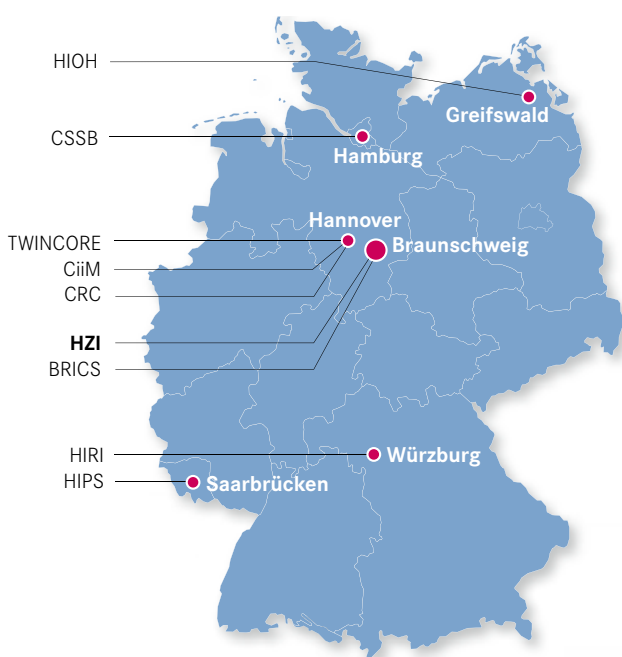 HIOH
Greifswald
CSSB
Hamburg
Hannover
TWINCORE
Braunschweig
CiiM
CRC
HZI
BRICS
HIRI
Würzburg
HIPS
Saarbrücken